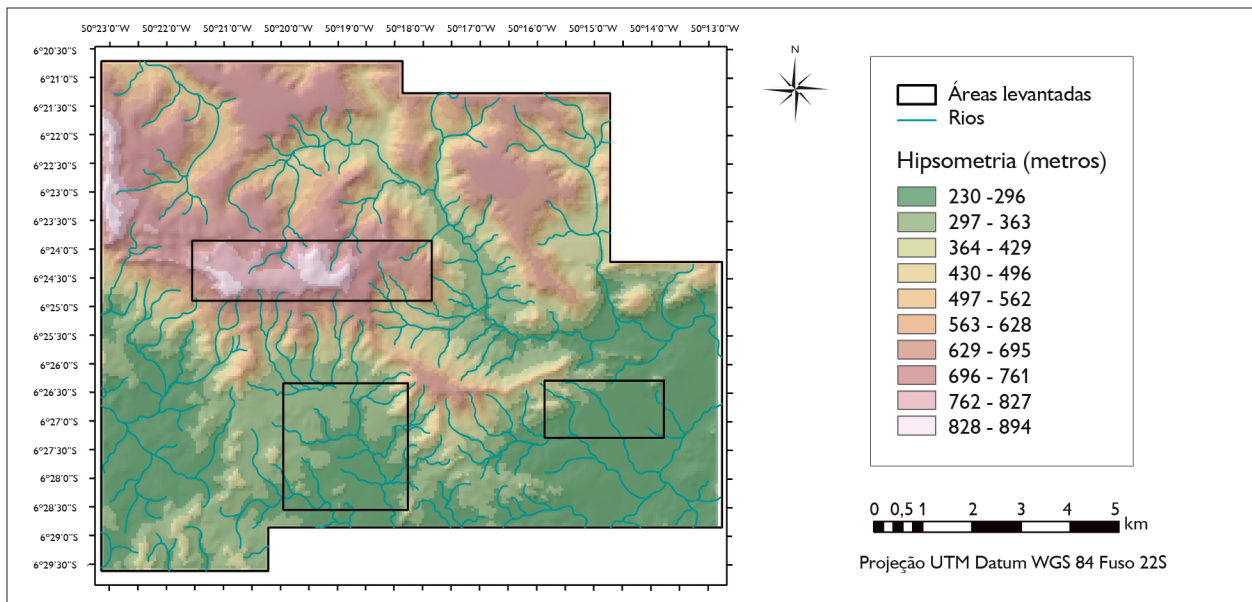 50°23'0"W 50°22'0"W 50°21'0"W 50°20'0"W 50°19'0"W 50°18'0"W 50°17'0"W 50°16'0"W 50°15'0"W 50°14'0"W 50°13'0"W
6°20'30"S
6°21'0"S
6°21'30"S
6°22'0"S
6°22'30"S
6°23'0"S
6°23'30"S
6°24'0"S
6°24'30"S
6°25'0"S
6°25'30"S
6°26'0"S
6°26'30"S
6°27'0"S
6°27'30"S
6°28'0"S
6°28'30"S
6°29'0"S
6°29'30"S
N
Áreas levantadas
Rios
Hipsometria (metros)
230 -296
297 - 363
364 - 429
430 - 496
497 - 562
563 - 628
629 - 695
696 - 761
762 - 827
828 - 894
0 0,5 1 2 3 4 5
km
Projeção UTM Datum WGS 84 Fuso 22S